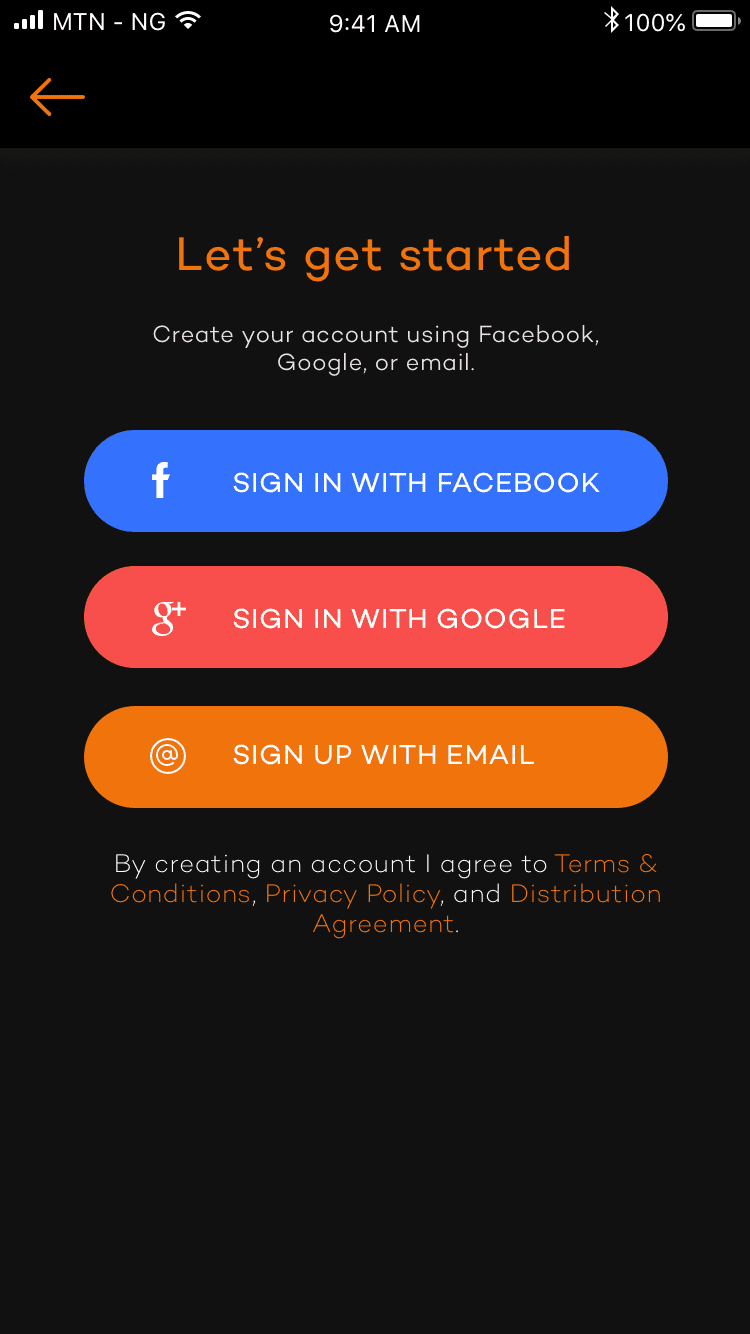 MTN - NG 9:41 AM 100%
Let’s get started
Create your account using Facebook,
Google, or email.
f SIGN IN WITH FACEBOOK
g+ SIGN IN WITH GOOGLE
@ SIGN UP WITH EMAIL
By creating an account I agree to Terms &
Conditions, Privacy Policy, and Distribution
Agreement.